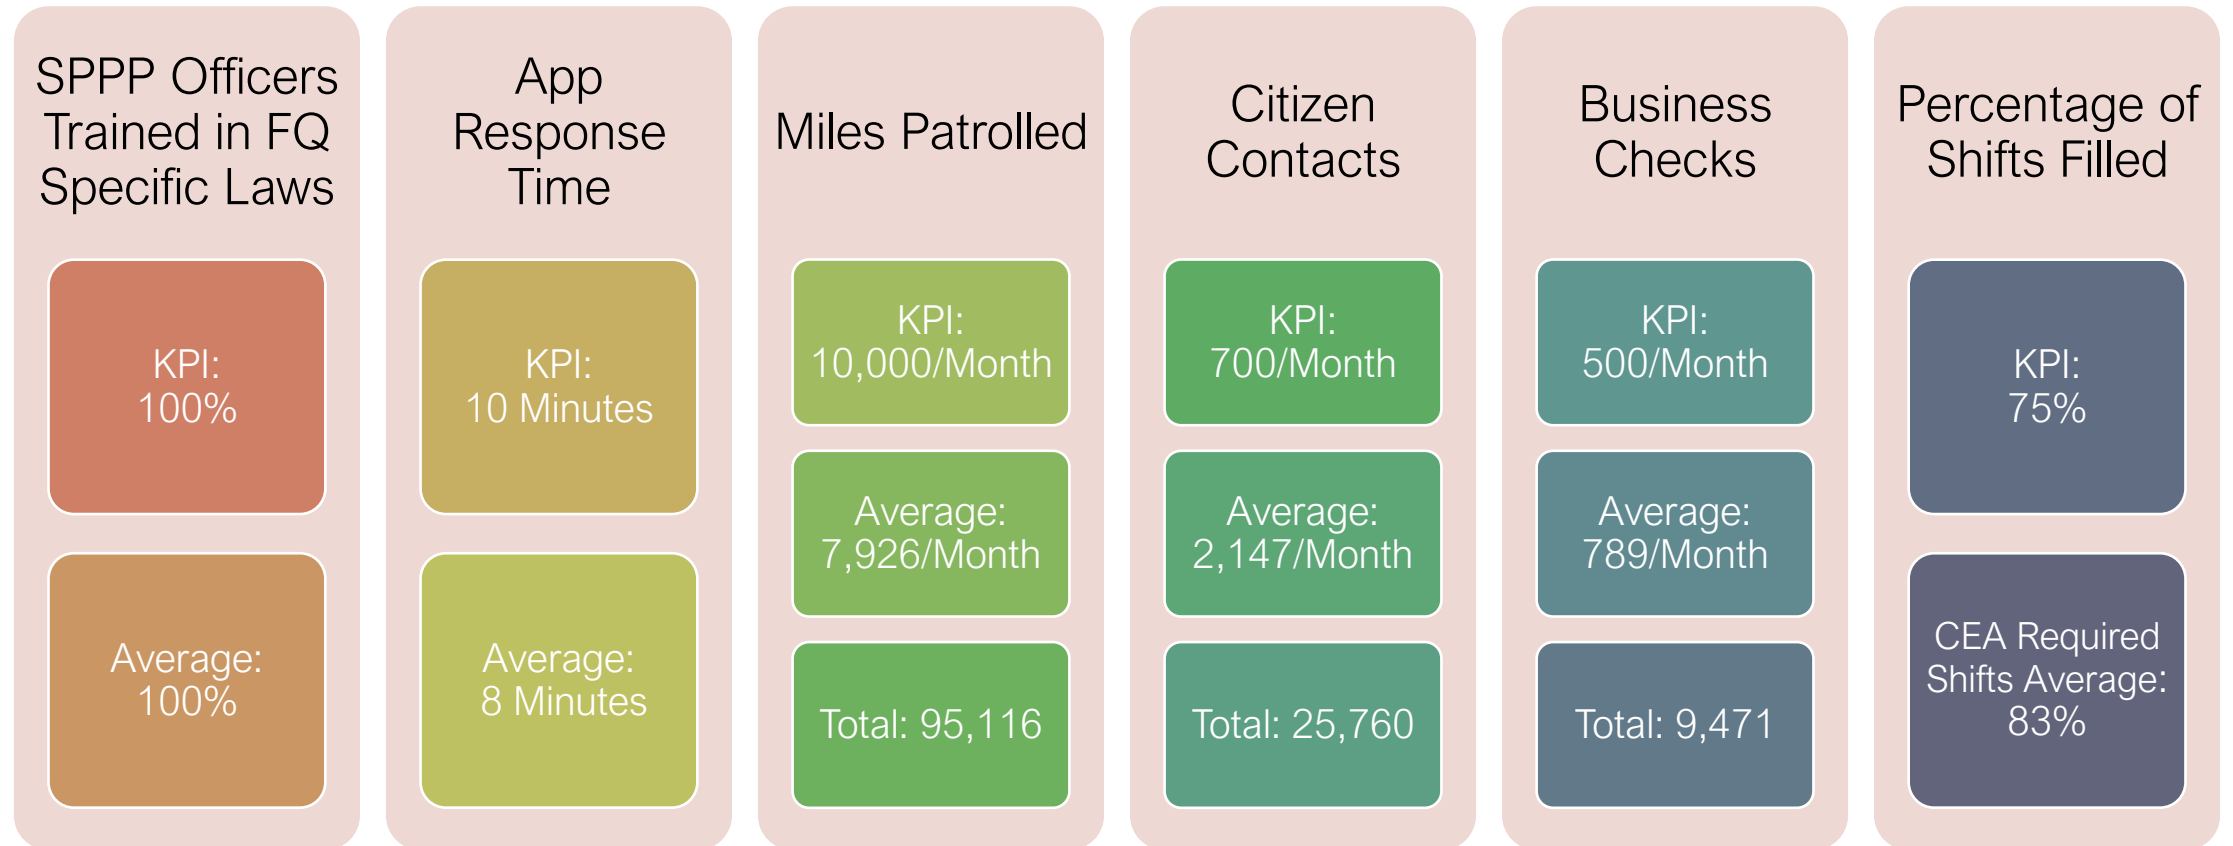 SPPP Officers
Trained in FQ
Specific Laws
KPI:
100%
Average:
100%
App
Response
Time
KPI:
10 Minutes
Average:
8 Minutes
Miles Patrolled
KPI:
10,000/Month
Average:
7,926/Month
Total: 95,116
Citizen
Contacts
KPI:
700/Month
Average:
2,147/Month
Total: 25,760
Business
Checks
KPI:
500/Month
Average:
789/Month
Total: 9,471
Percentage of
Shifts Filled
KPI:
75%
CEA Required
Shifts Average:
83%